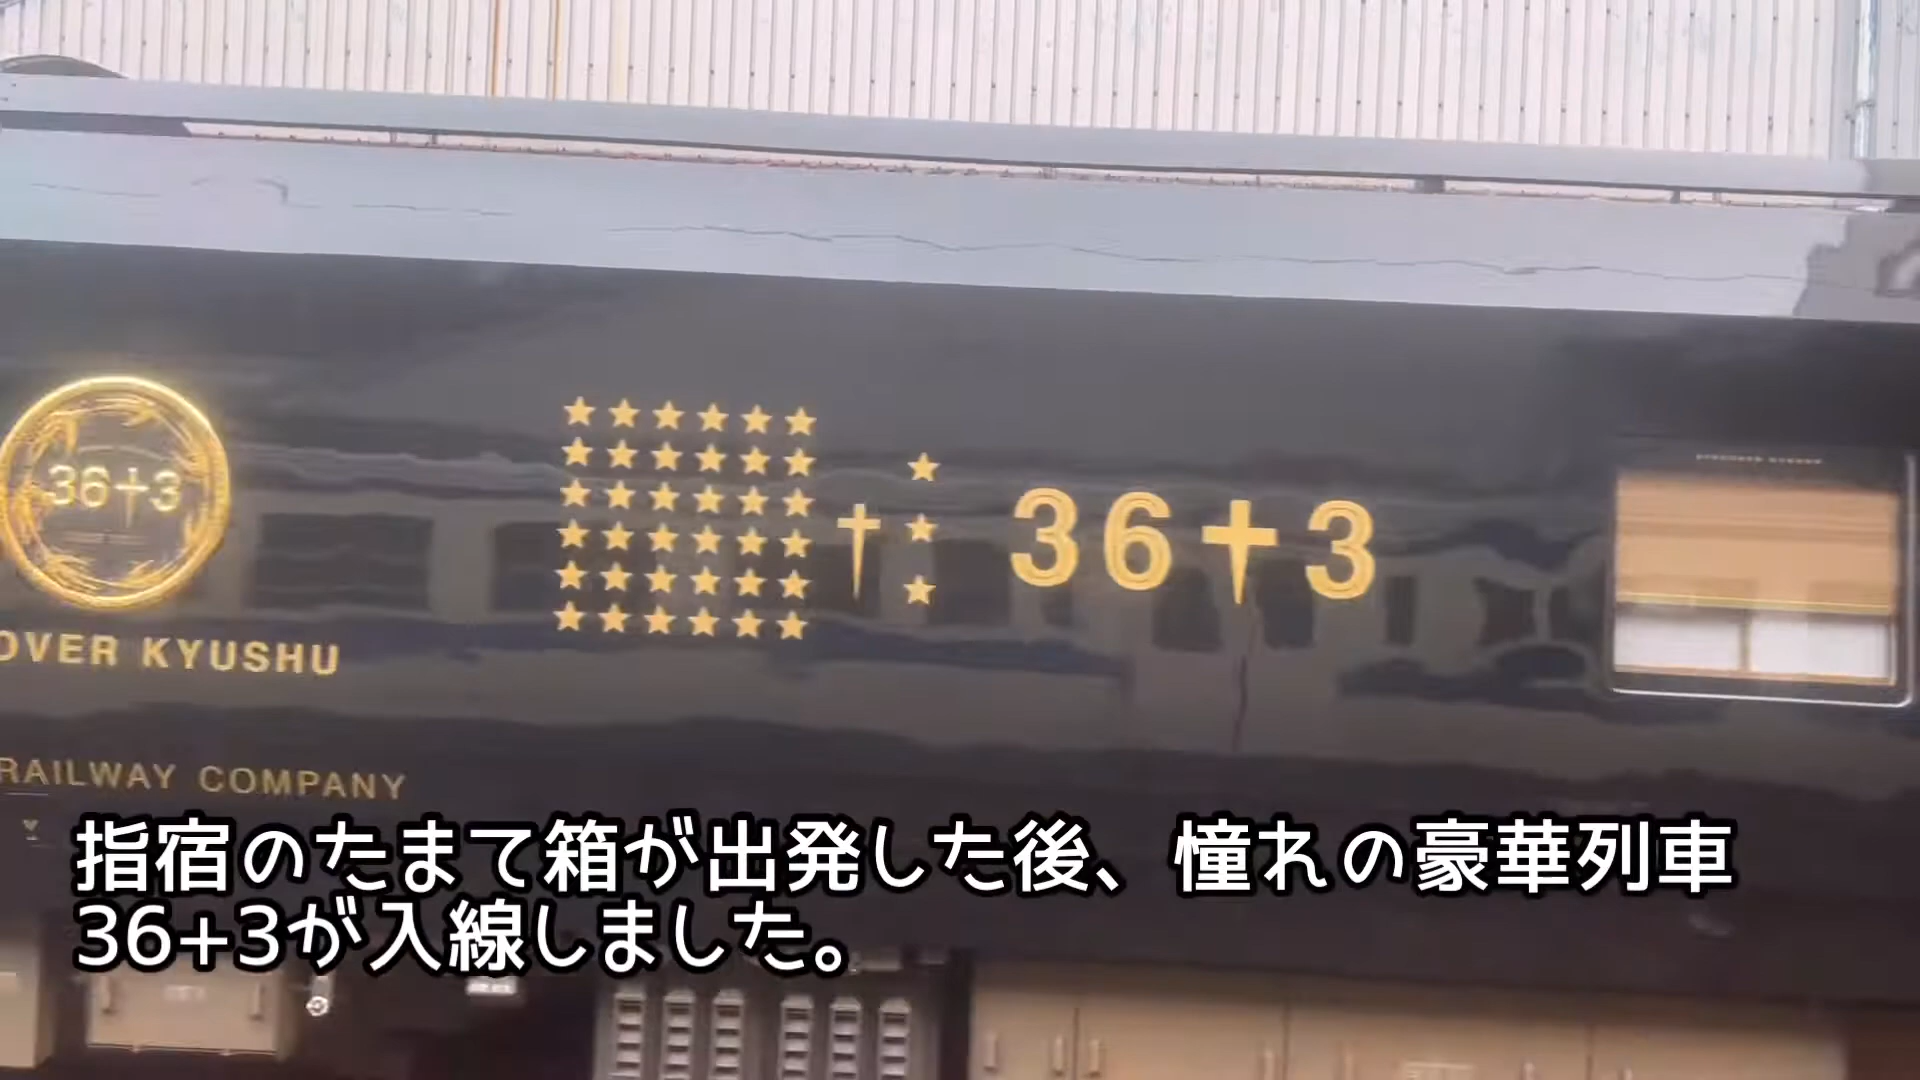 36+3
OVER KYUSHU
RAILWAY COMPANY
36+3
指宿のたまて箱が出発した後、憧れの豪華列車
36+3が入線しました。